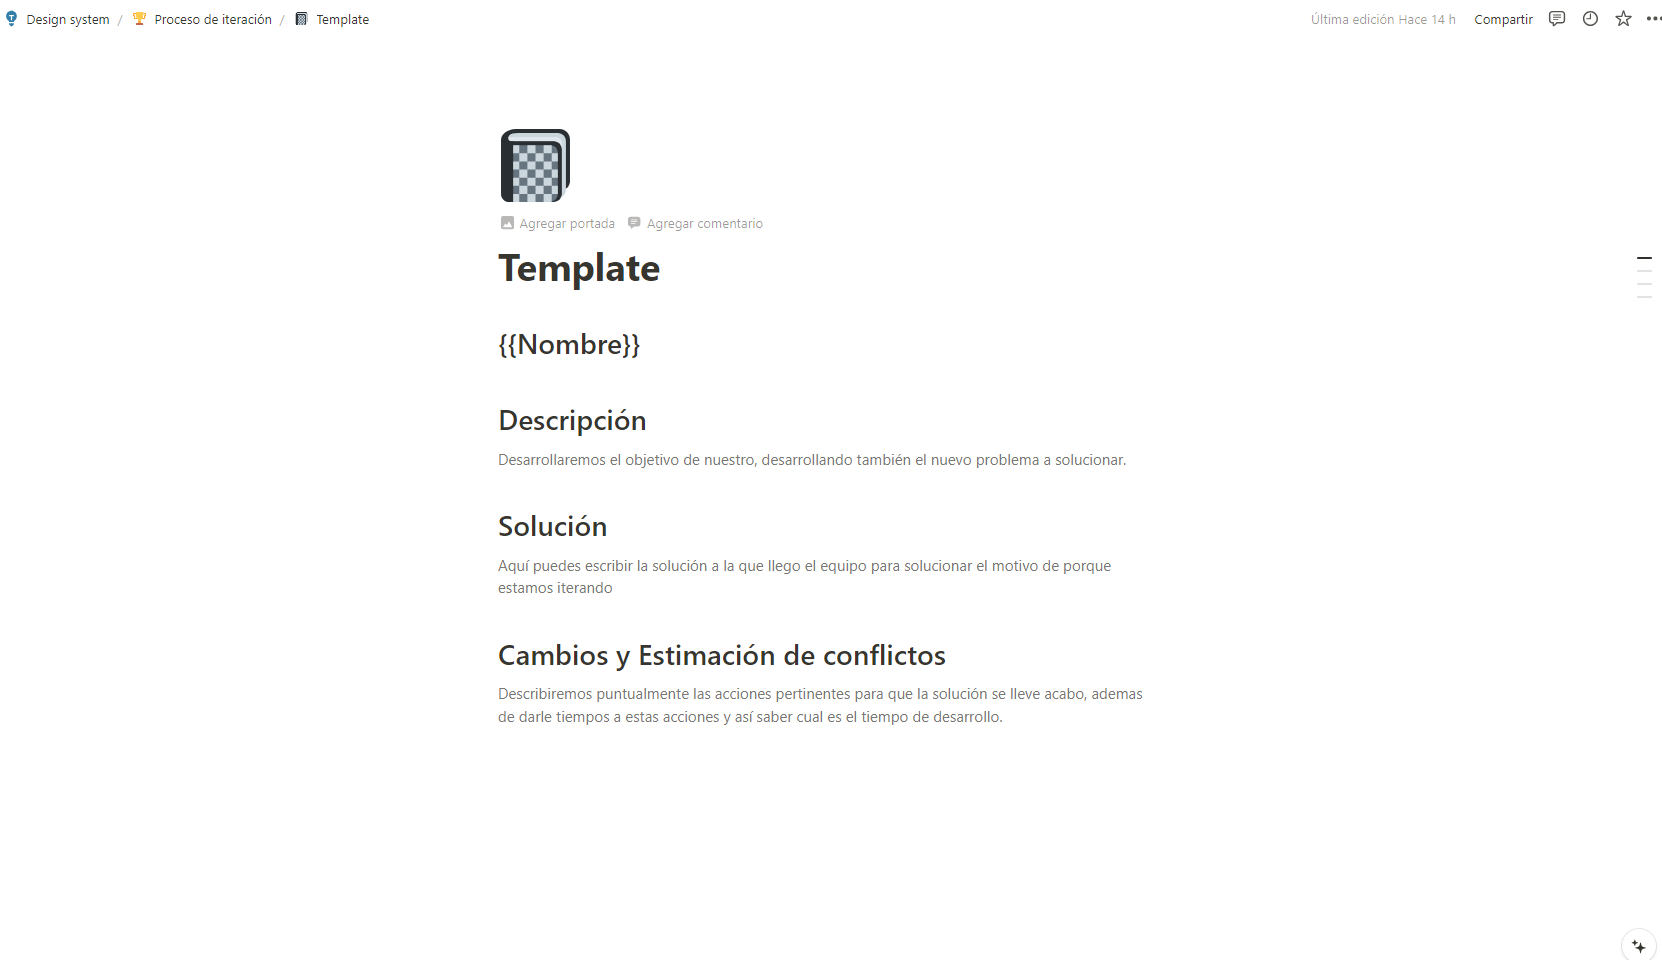 Design system / Proceso de iteración / Template
Última edición Hace 14 h Compartir
Agregar portada Agregar comentario
Template
{{Nombre}}
Descripción
Desarrollaremos el objetivo de nuestro, desarrollando también el nuevo problema a solucionar.
Solución
Aquí puedes escribir la solución a la que llego el equipo para solucionar el motivo de porque
estamos iterando
Cambios y Estimación de conflictos
Describiremos puntualmente las acciones pertinentes para que la solución se lleve acabo, ademas
de darle tiempos a estas acciones y así saber cual es el tiempo de desarrollo.